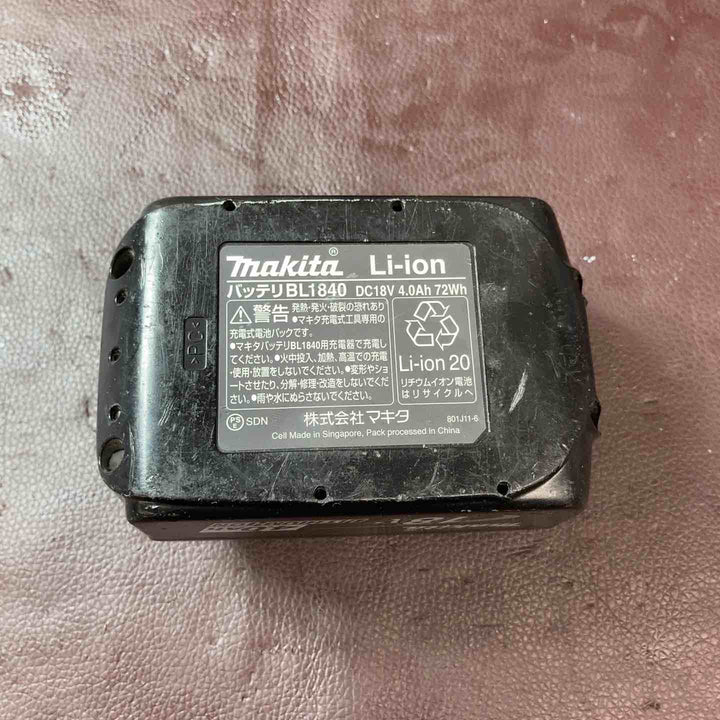 makita® Li-ion
バッテリBL1840 DC18V 4.0Ah 72Wh
警告 発熱・発火・破裂の恐れあり
●マキタ充電式工具専用の
充電式電池パックです。
●マキタバッテリBL1840用充電器で充電し
てください。●火中投入、加熱、高温での充電
・使用・放置をしないでください。●変形やショ
ートさせたり、分解・修理・改造をしないでくだ
さい。●雨や水にぬらさないでください。
Li-ion 20
リチウムイオン電池
はリサイクルへ
PSE SDN 株式会社マキタ 801J11-6
Cell Made in Singapore, Pack processed in China
>PC<